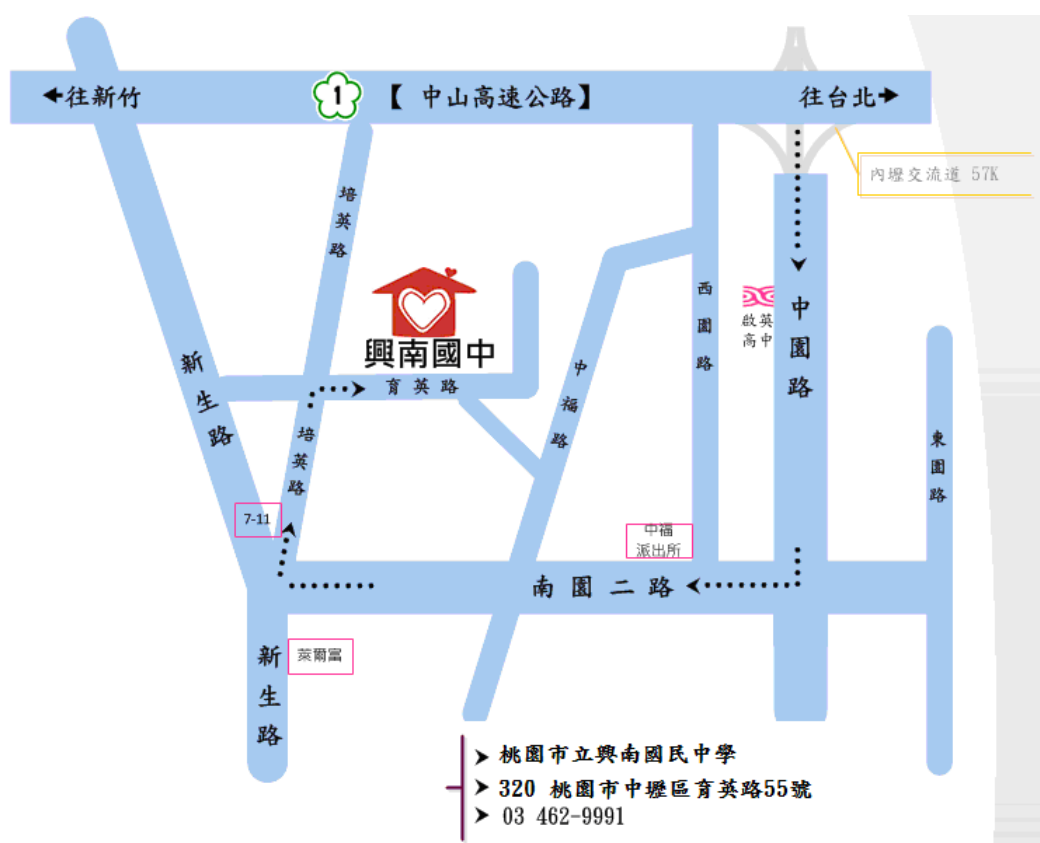 往新竹
1
【 中山高速公路】
往台北
內壢交流道 57K
培英路
西園路
啟英
高中
中園路
興南國中
育英路
中福路
新生路
培英路
東園路
7-11
中福
派出所
南園二路
新生路
萊爾富
桃園市立興南國民中學
320 桃園市中壢區育英路55號
03 462-9991